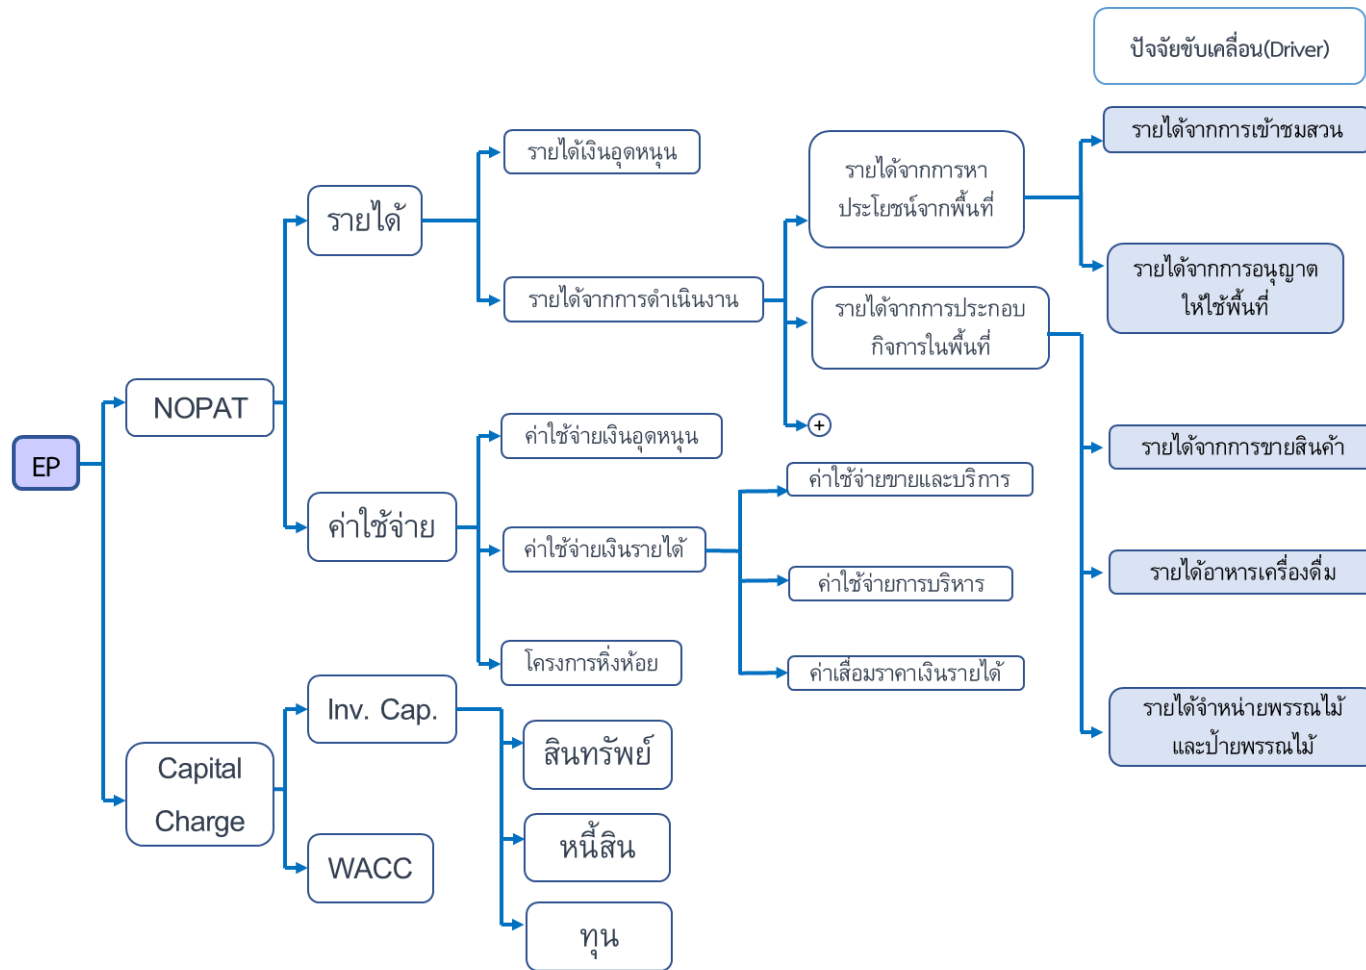 ปัจจัยขับเคลื่อน(Driver)
รายได้จากการเข้าชมสวน
รายได้เงินอุดหนุน
รายได้จากการหา
ประโยชน์จากพื้นที่
รายได้
รายได้จากการอนุญาต
ให้ใช้พื้นที่
รายได้จากการดำเนินงาน
รายได้จากการประกอบ
กิจการในพื้นที่
NOPAT
+
ค่าใช้จ่ายเงินอุดหนุน
รายได้จากการขายสินค้า
EP
ค่าใช้จ่ายขายและบริการ
ค่าใช้จ่าย
ค่าใช้จ่ายเงินรายได้
รายได้อาหารเครื่องดื่ม
ค่าใช้จ่ายการบริหาร
โครงการหิ่งห้อย
ค่าเสื่อมราคาเงินรายได้
Inv. Cap.
รายได้จำหน่ายพรรณไม้
และป้ายพรรณไม้
สินทรัพย์
Capital
Charge
หนี้สิน
WACC
ทุน